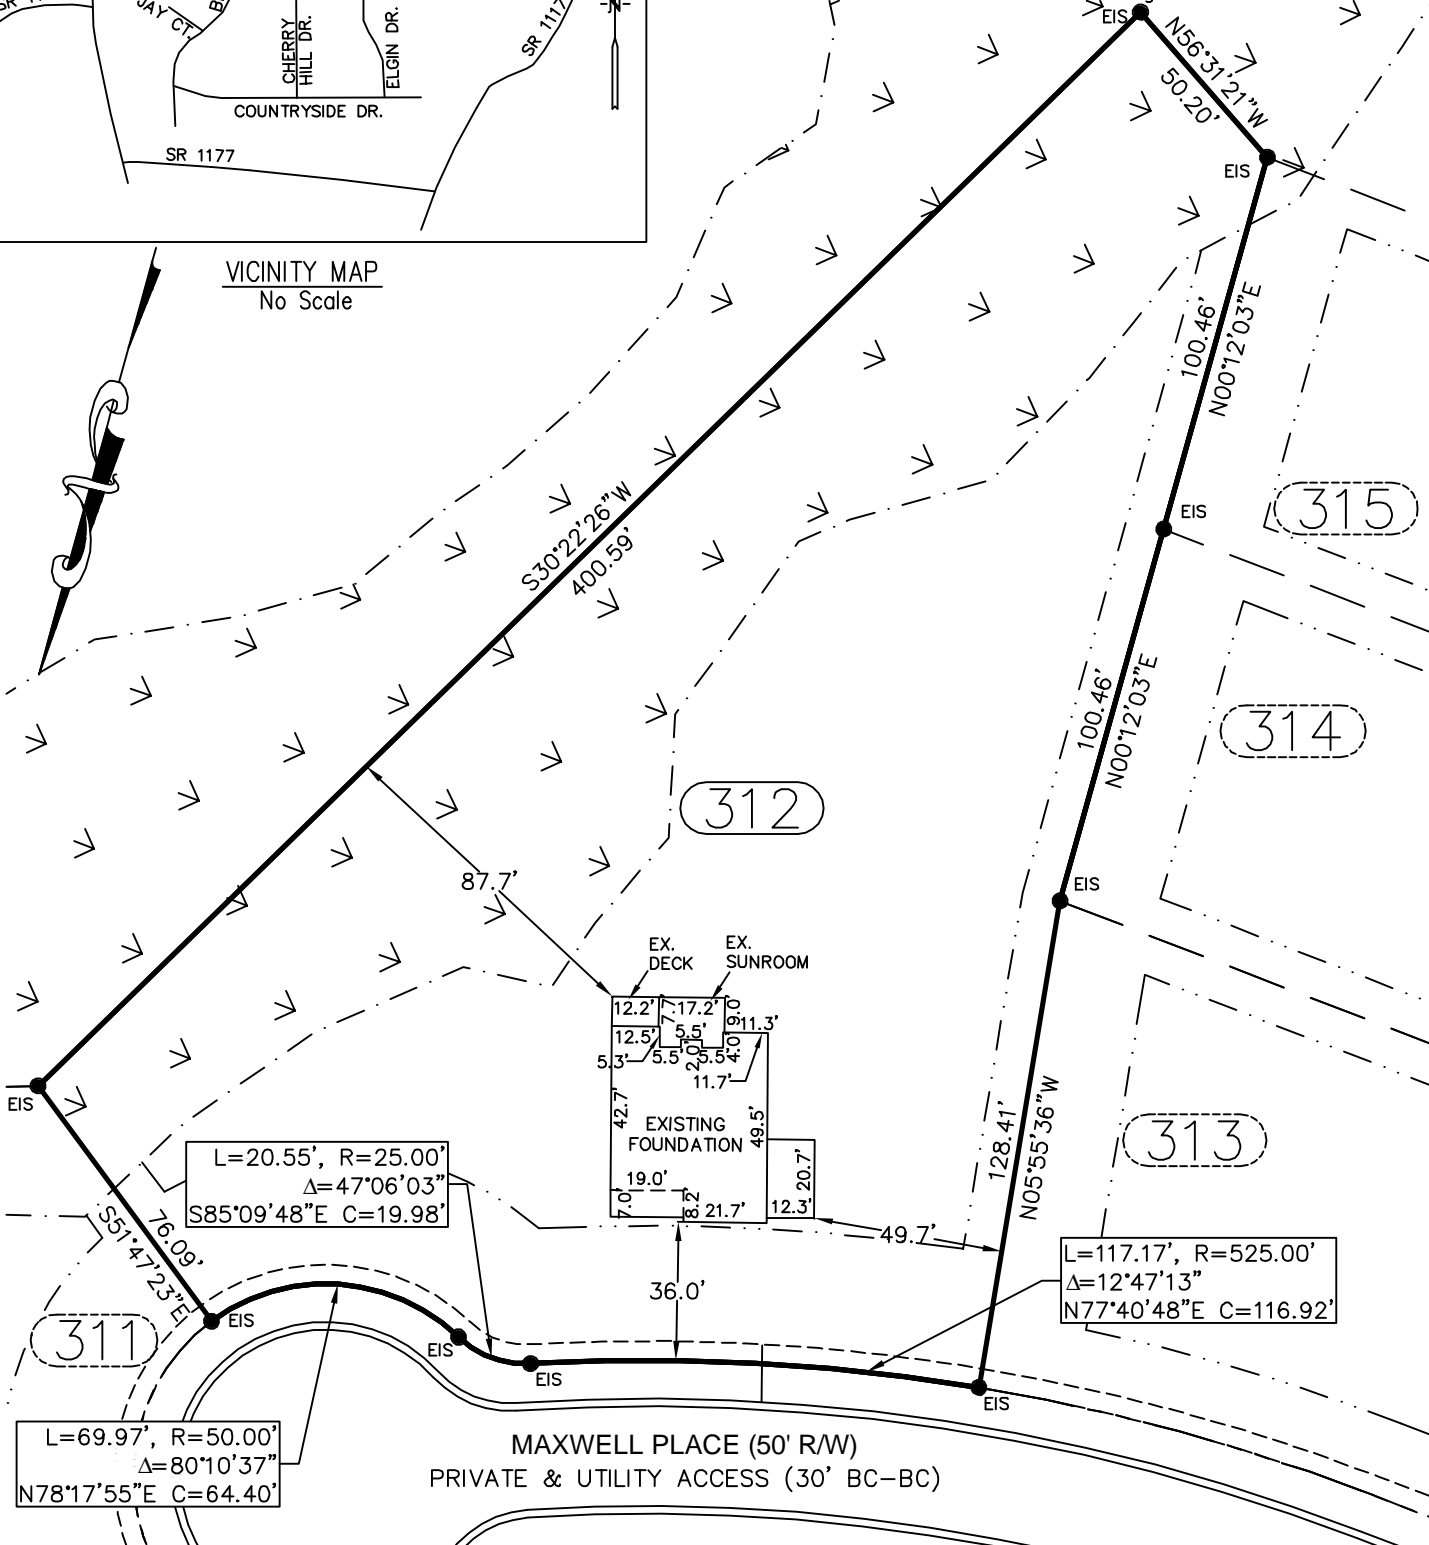 JAY CT.
CHERRY
HILL DR.
ELGIN DR.
SR 1117
-N-
COUNTRYSIDE DR.
SR 1177
VICINITY MAP
No Scale
EIS
N56°31'21"W
50.20'
EIS
100.46'
N00°12'03"E
S30°22'26"W
400.59'
EIS
315
100.46'
N00°12'03"E
314
312
87.7'
EIS
EX.
DECK
EX.
SUNROOM
12.2'
7.7'
17.2'
9.0'
11.3'
12.5'
5.5'
5.3'
5.5'
2.0'
5.5'
4.0'
11.7'
42.7'
EXISTING
FOUNDATION
49.5'
19.0'
7.0'
8.2'
21.7'
20.7'
12.3'
49.7'
36.0'
128.41'
N05°55'36"W
313
EIS
76.09'
S51°47'23"E
L=20.55', R=25.00'
Δ=47°06'03"
S85°09'48"E C=19.98'
L=117.17', R=525.00'
Δ=12°47'13"
N77°40'48"E C=116.92'
311
EIS
EIS
EIS
EIS
L=69.97', R=50.00'
Δ=80°10'37"
N78°17'55"E C=64.40'
MAXWELL PLACE (50' R/W)
PRIVATE & UTILITY ACCESS (30' BC-BC)